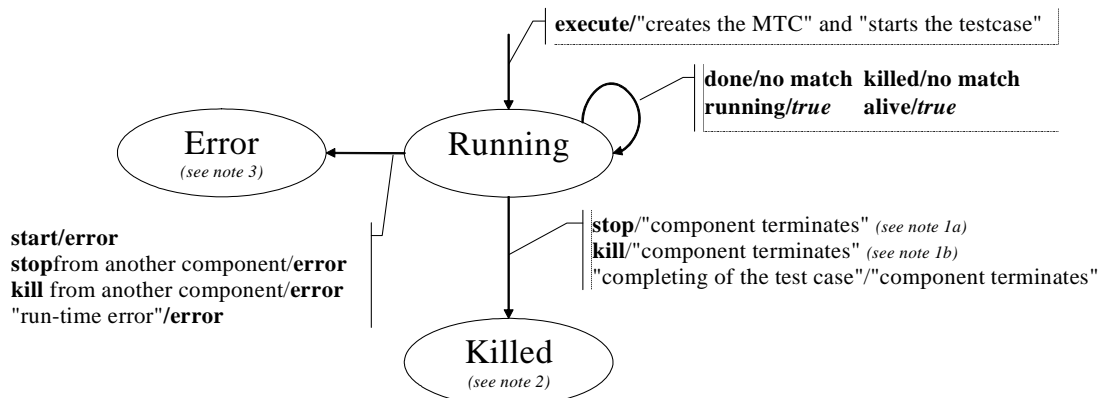 execute/"creates the MTC" and "starts the testcase"
done/no match killed/no match
running/true alive/true
Error
(see note 3)
Running
start/error
stopfrom another component/error
kill from another component/error
"run-time error"/error
stop/"component terminates" (see note 1a)
kill/"component terminates" (see note 1b)
"completing of the test case"/"component terminates"
Killed
(see note 2)